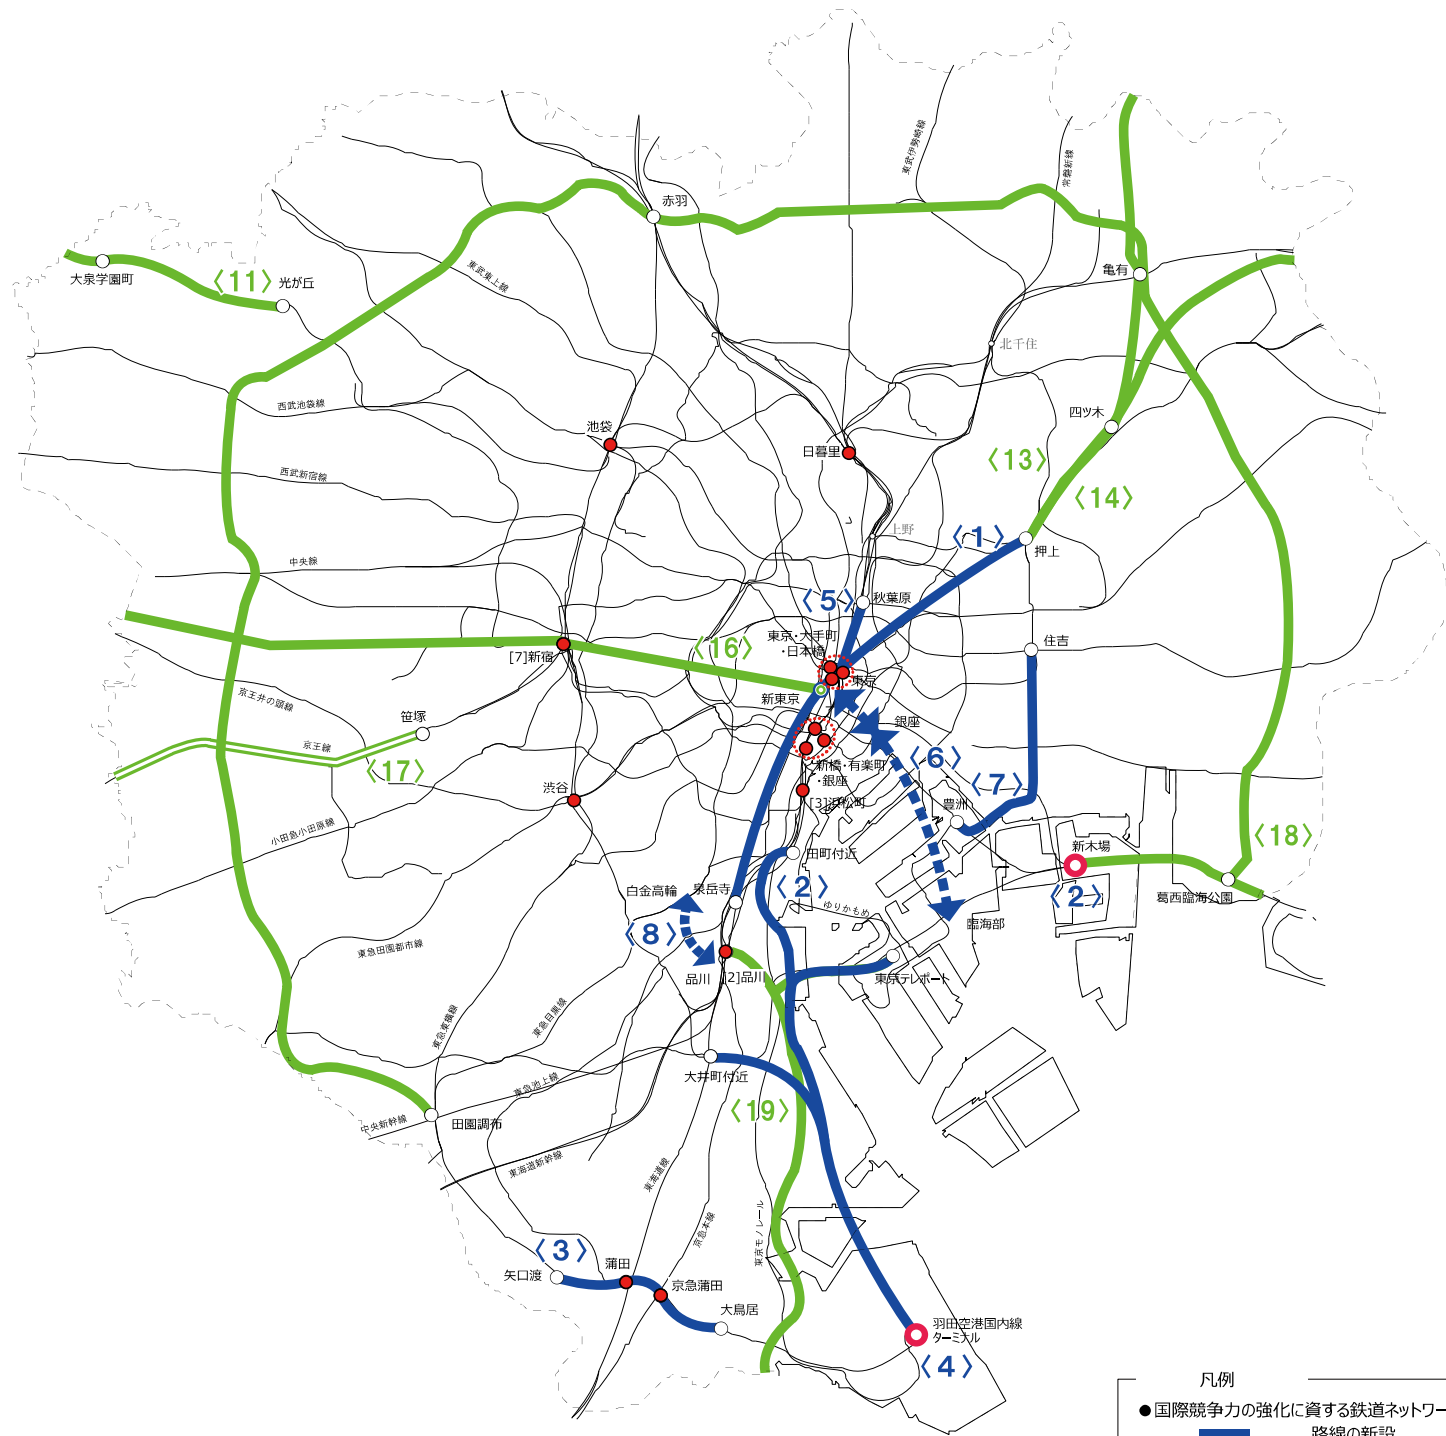 東武伊勢崎線
常磐新線
赤羽
大泉学園町
〈11〉
光が丘
東武東上線
亀有
北千住
西武池袋線
四ツ木
池袋
日暮里
〈13〉
西武新宿線
〈14〉
上野
〈1〉
押上
中央線
〈5〉
秋葉原
東京・大手町
・日本橋
住吉
〈16〉
[7]新宿
東京
新東京
京王井の頭線
笹塚
銀座
京王線
〈17〉
新橋・有楽町
・銀座
〈6〉
〈7〉
渋谷
[3]浜松町
豊洲
小田急小田原線
〈18〉
田町付近
新木場
白金高輪
泉岳寺
〈2〉
〈2〉
葛西臨海公園
ゆりかもめ
臨海部
〈8〉
東急田園都市線
品川
[2]品川
東京テレポート
東急東横線
東急目黒線
大井町付近
東急池上線
〈19〉
中央新幹線
田園調布
東海道新幹線
東海道線
京急本線
東京モノレール
〈3〉
矢口渡
蒲田
京急蒲田
大鳥居
羽田空港国内線
ターミナル
〈4〉
凡例
●国際競争力の強化に資する鉄道ネットワー
路線の新設